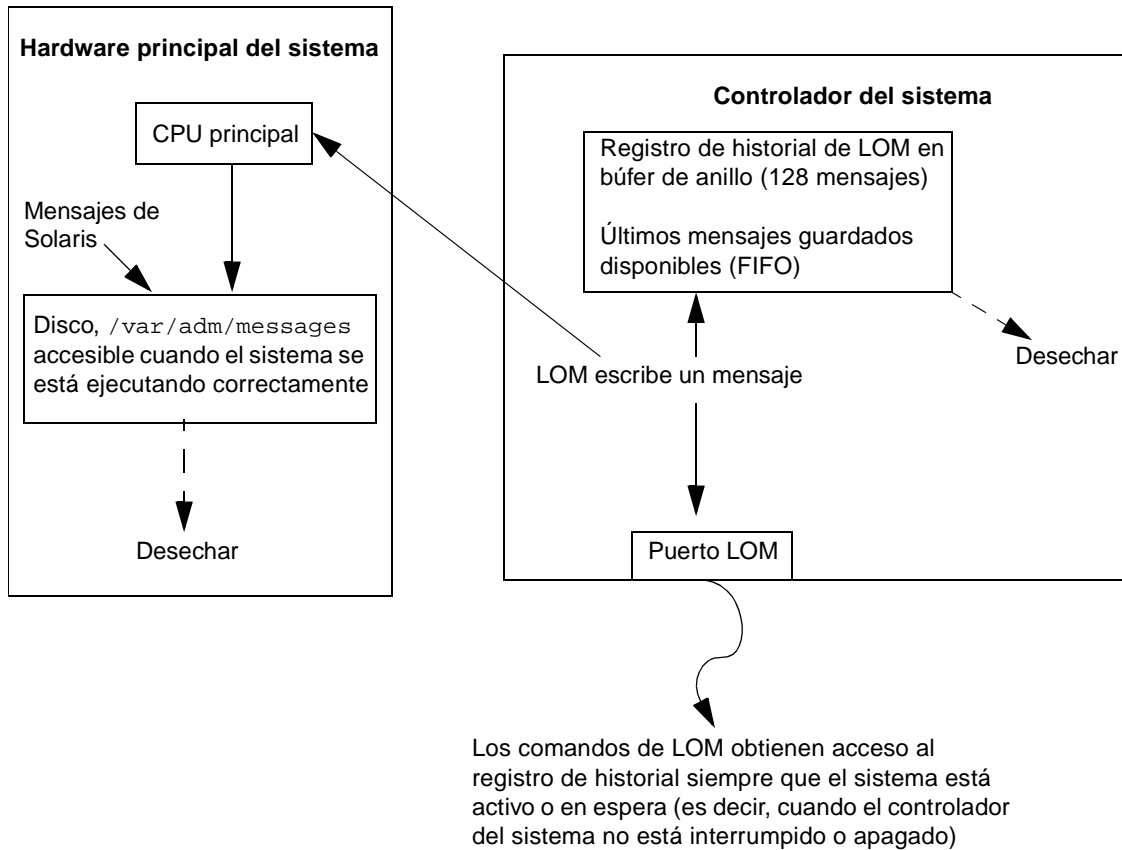 Hardware principal del sistema
CPU principal
Mensajes de
Solaris
Disco, /var/adm/messages
accesible cuando el sistema se
está ejecutando correctamente
Desechar
Controlador del sistema
Registro de historial de LOM en
búfer de anillo (128 mensajes)
Últimos mensajes guardados
disponibles (FIFO)
Desechar
LOM escribe un mensaje
Puerto LOM
Los comandos de LOM obtienen acceso al
registro de historial siempre que el sistema está
activo o en espera (es decir, cuando el controlador
del sistema no está interrumpido o apagado)